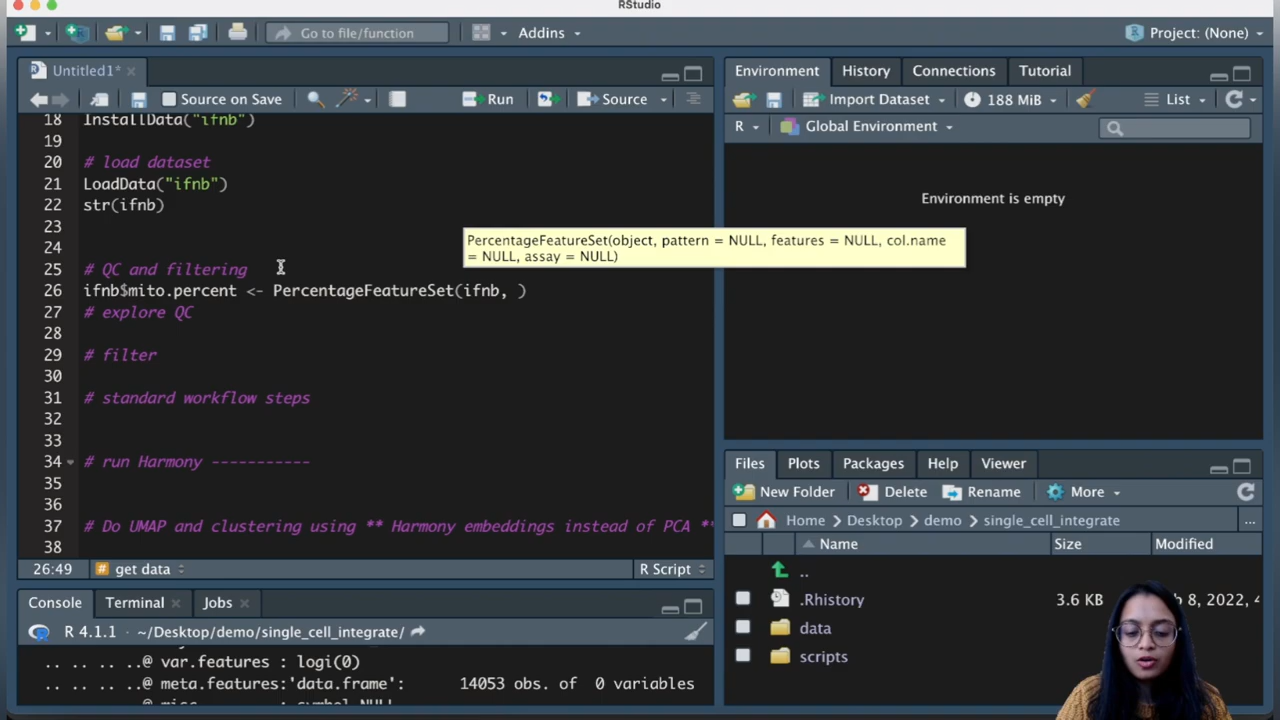 RStudio
Go to file/function
Addins
Project: (None)
Untitled1*
Source on Save
Run
Source
18 InstallData("ifnb")
19
20 # load dataset
21 LoadData("ifnb")
22 str(ifnb)
23
24
25 # QC and filtering
26 ifnb$mito.percent <- PercentageFeatureSet(ifnb, )
27 # explore QC
28
29 # filter
30
31 # standard workflow steps
32
33
34 # run Harmony -----------
35
36
37 # Do UMAP and clustering using ** Harmony embeddings instead of PCA **
38
PercentageFeatureSet(object, pattern = NULL, features = NULL, col.name
= NULL, assay = NULL)
26:49
# get data
R Script
Console
Terminal
Jobs
R 4.1.1 · ~/Desktop/demo/single_cell_integrate/
.. .. .. ..@ var.features : logi(0)
.. .. .. ..@ meta.features:'data.frame': 14053 obs. of 0 variables
Environment
History
Connections
Tutorial
Import Dataset
188 MiB
List
R
Global Environment
Environment is empty
Files
Plots
Packages
Help
Viewer
New Folder
Delete
Rename
More
Home
Desktop
demo
single_cell_integrate
...
Name
Size
Modified
..
.Rhistory
3.6 KB
8, 2022,
data
scripts